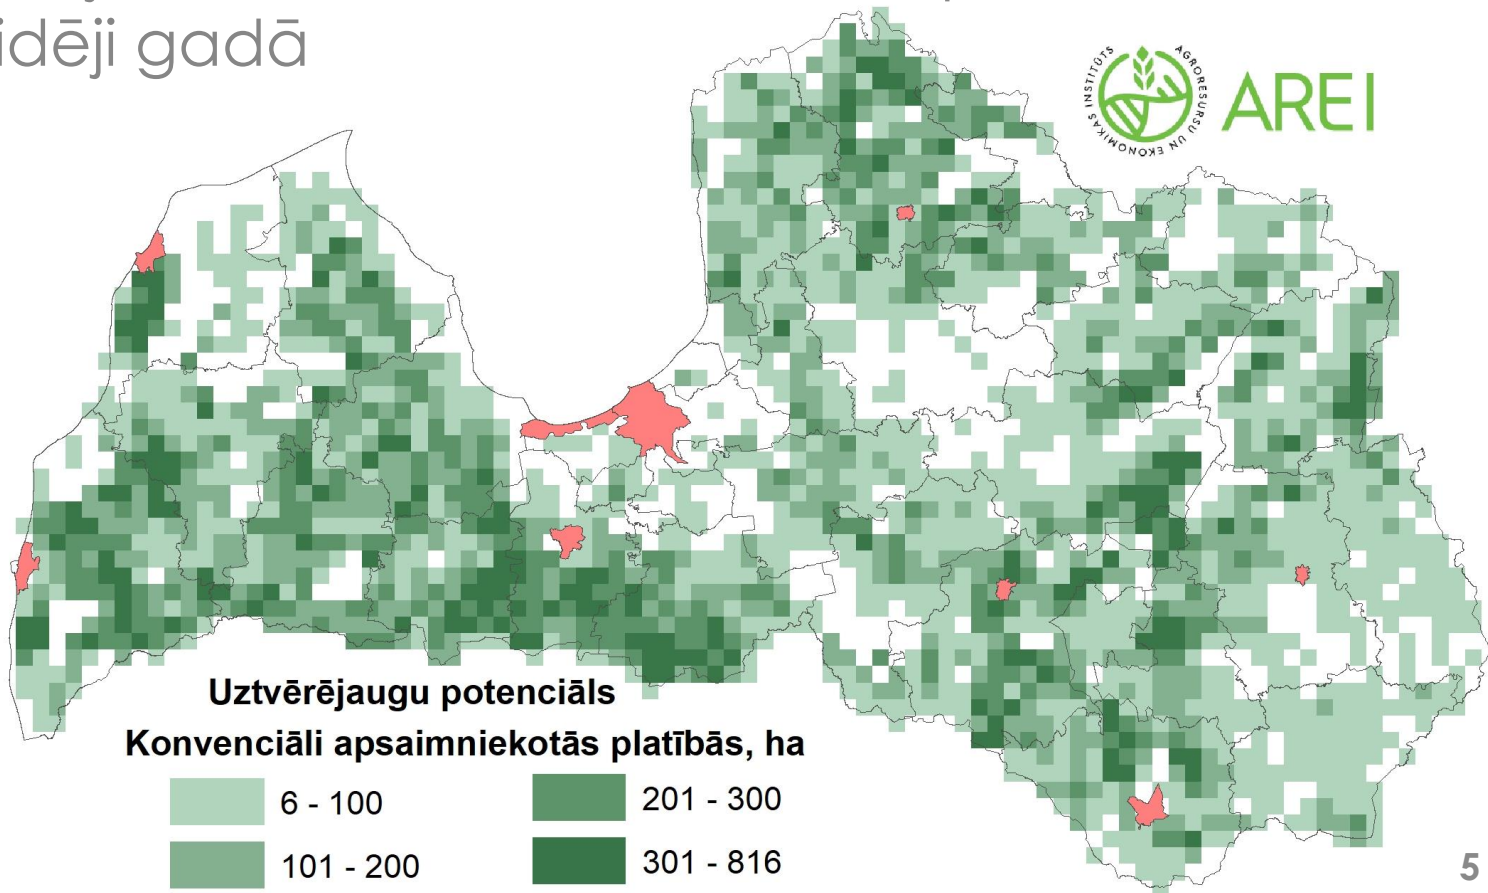 idēji gadā
AGRORESURSU UN EKONOMIKAS INSTITŪTS
AREI
Uztvērējaugu potenciāls
Konvenciāli apsaimniekotās platībās, ha
6 - 100
201 - 300
101 - 200
301 - 816
5